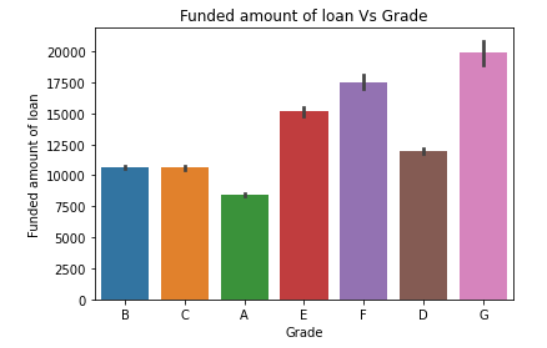 Funded amount of loan Vs Grade
Funded amount of loan
20000
17500
15000
12500
10000
7500
5000
2500
0
B C A E F D G
Grade